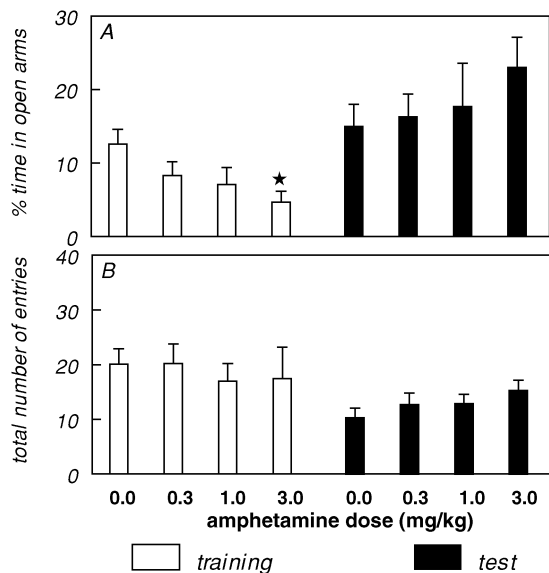 A
% time in open arms
30
20
10
0
★
B
total number of entries
40
30
20
10
0
0.0 0.3 1.0 3.0 0.0 0.3 1.0 3.0
amphetamine dose (mg/kg)
training test